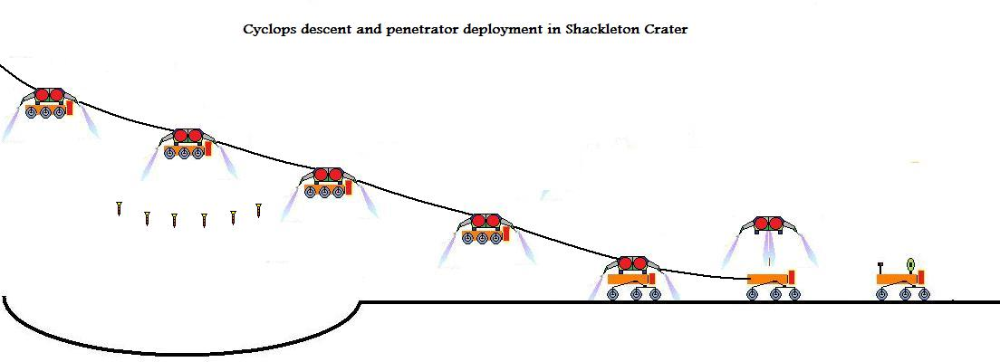 Cyclops descent and penetrator deployment in Shackleton Crater